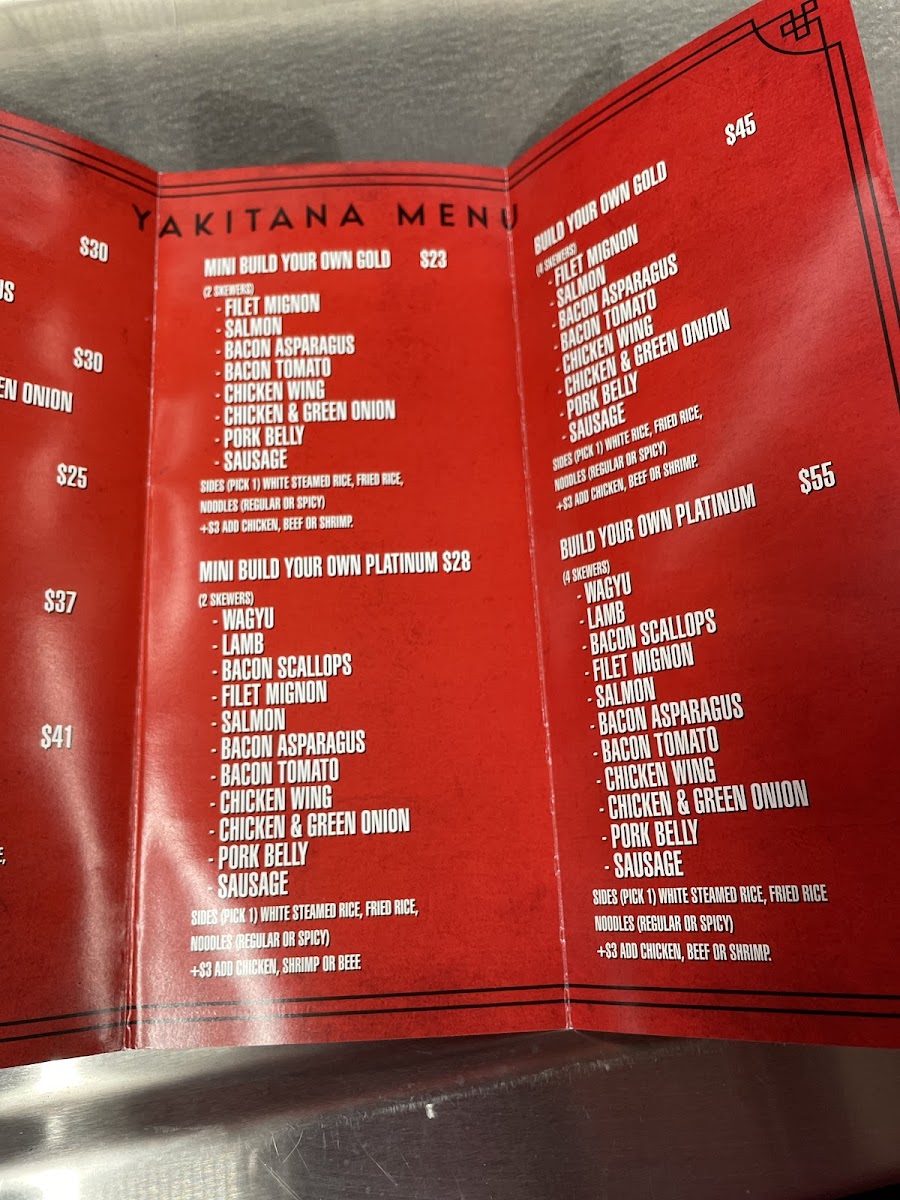 $30
US
$30
EN ONION
$25
$37
$41
E,
YAKITANA MENU
MINI BUILD YOUR OWN GOLD $23
(2 SKEWERS)
- FILET MIGNON
- SALMON
- BACON ASPARAGUS
- BACON TOMATO
- CHICKEN WING
- CHICKEN & GREEN ONION
- PORK BELLY
- SAUSAGE
SIDES (PICK 1) WHITE STEAMED RICE, FRIED RICE,
NOODLES (REGULAR OR SPICY)
+$3 ADD CHICKEN, BEEF OR SHRIMP.
MINI BUILD YOUR OWN PLATINUM $28
(2 SKEWERS)
- WAGYU
- LAMB
- BACON SCALLOPS
- FILET MIGNON
- SALMON
- BACON ASPARAGUS
- BACON TOMATO
- CHICKEN WING
- CHICKEN & GREEN ONION
- PORK BELLY
- SAUSAGE
SIDES (PICK 1) WHITE STEAMED RICE, FRIED RICE,
NOODLES (REGULAR OR SPICY)
+$3 ADD CHICKEN, SHRIMP OR BEEF.
BUILD YOUR OWN GOLD $45
(4 SKEWERS)
- FILET MIGNON
- SALMON
- BACON ASPARAGUS
- BACON TOMATO
- CHICKEN WING
- CHICKEN & GREEN ONION
- PORK BELLY
- SAUSAGE
SIDES (PICK 1) WHITE RICE, FRIED RICE,
NOODLES (REGULAR OR SPICY)
+$3 ADD CHICKEN, BEEF OR SHRIMP.
BUILD YOUR OWN PLATINUM $55
(4 SKEWERS)
- WAGYU
- LAMB
- BACON SCALLOPS
- FILET MIGNON
- SALMON
- BACON ASPARAGUS
- BACON TOMATO
- CHICKEN WING
- CHICKEN & GREEN ONION
- PORK BELLY
- SAUSAGE
SIDES (PICK 1) WHITE STEAMED RICE, FRIED RICE
NOODLES (REGULAR OR SPICY)
+$3 ADD CHICKEN, BEEF OR SHRIMP.